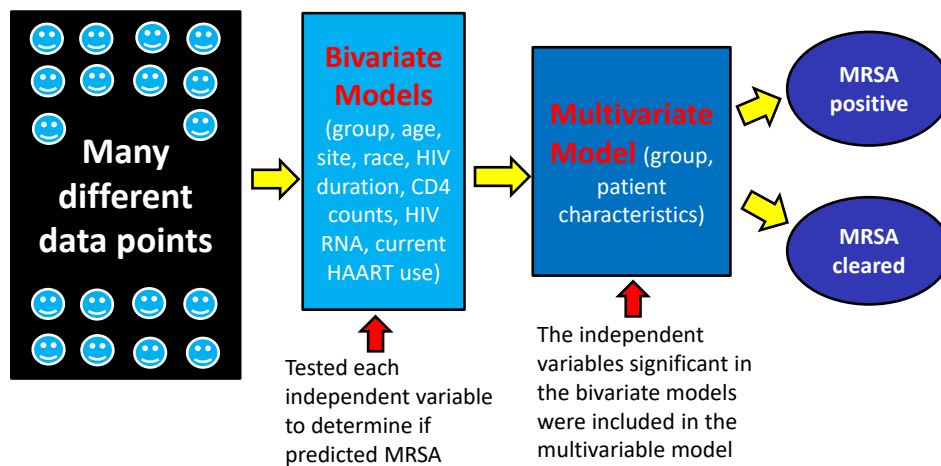 Many
different
data points
Bivariate
Models
(group, age,
site, race, HIV
duration, CD4
counts, HIV
RNA, current
HAART use)
Tested each
independent variable
to determine if
predicted MRSA
Multivariate
Model (group,
patient
characteristics)
The independent
variables significant in
the bivariate models
were included in the
multivariable model
MRSA
positive
MRSA
cleared